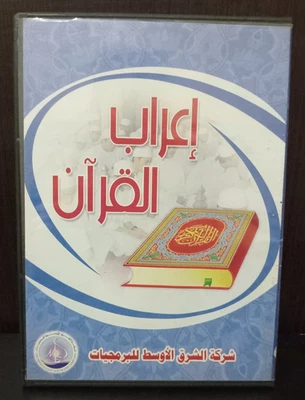 إعراب
القرآن
شركة الشرق الأوسط للبرمجيات